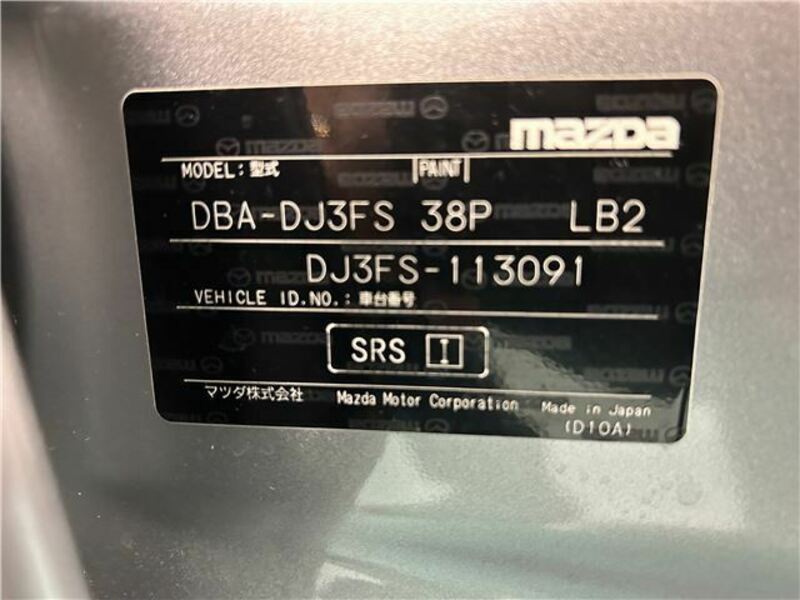 mazda
MODEL:型式 PAINT
DBA-DJ3FS 38P LB2
DJ3FS-113091
VEHICLE ID.NO.:車台番号
SRS I
マツダ株式会社 Mazda Motor Corporation Made in Japan
(D10A)